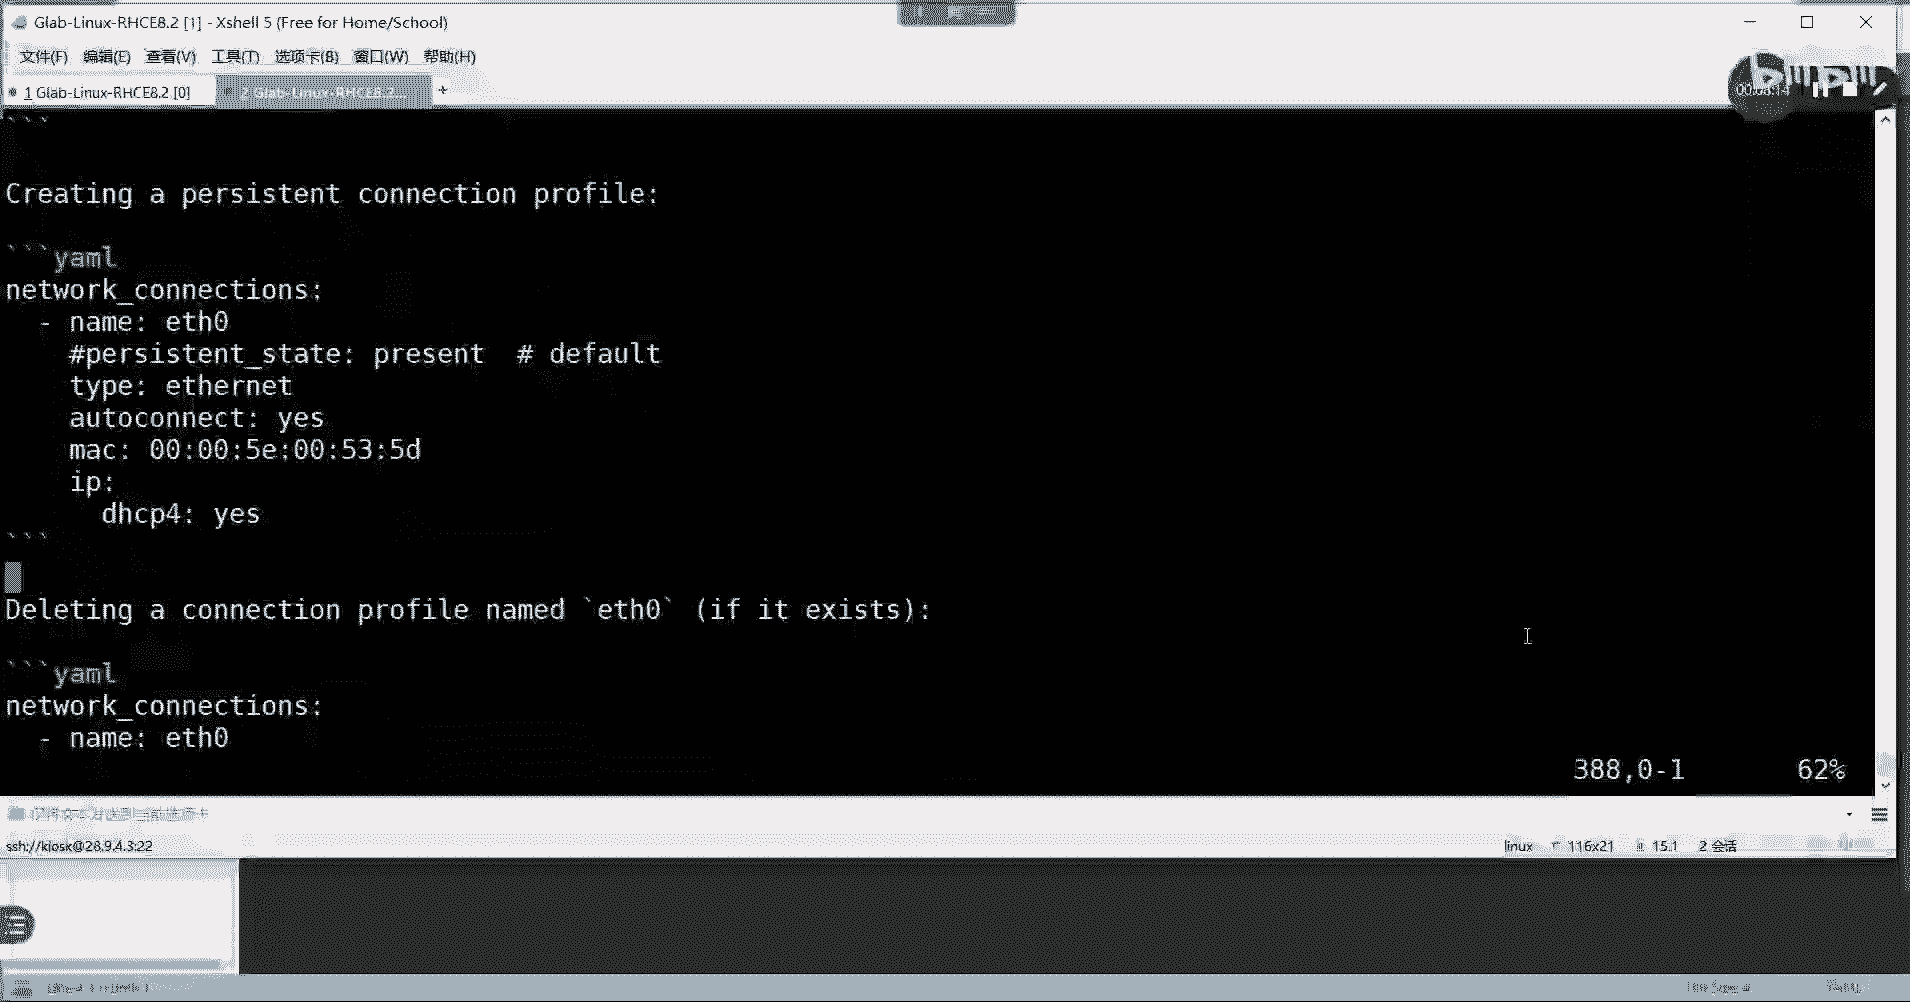 Glab-Linux-RHCE8.2 [1] - Xshell 5 (Free for Home/School)
文件(F) 编辑(E) 查看(V) 工具(T) 选项卡(B) 窗口(W) 帮助(H)
1 Glab-Linux-RHCE8.2 [0]
2 Glab-Linux-RHCE8.2...
+
00:03:14
```
Creating a persistent connection profile:
```yaml
network_connections:
- name: eth0
#persistent_state: present # default
type: ethernet
autoconnect: yes
mac: 00:00:5e:00:53:5d
ip:
dhcp4: yes
```
Deleting a connection profile named `eth0` (if it exists):
```yaml
network_connections:
- name: eth0
388,0-1 62%
ssh://kiosk@28.9.4.3:22
linux 116x21 15.1 2 会话